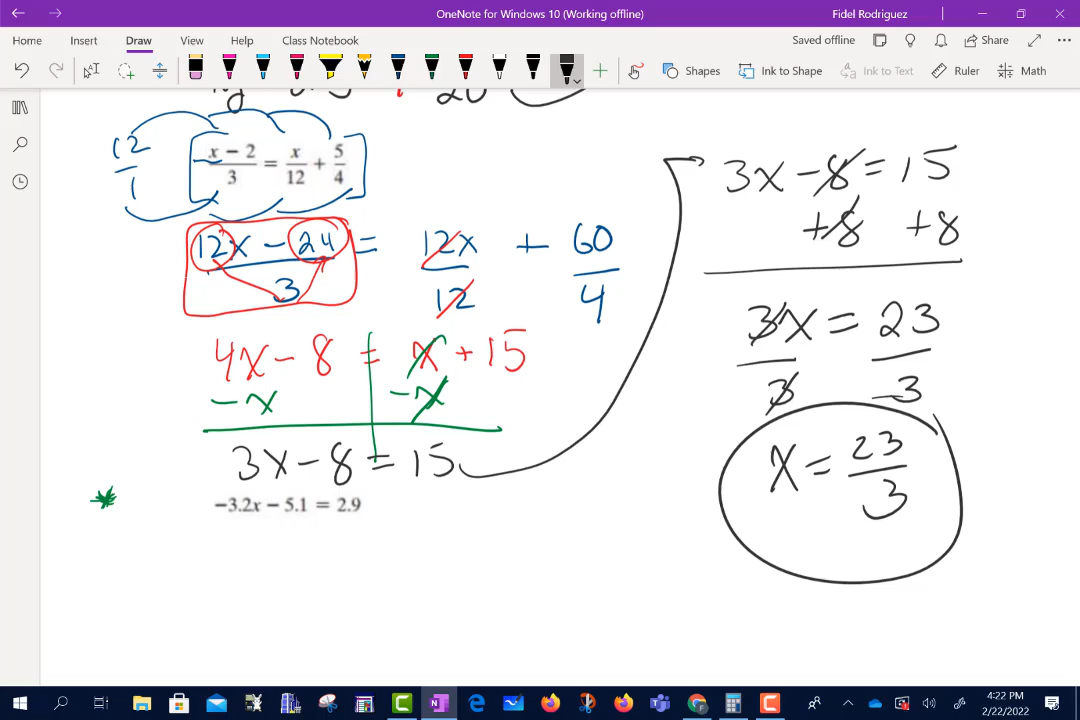 OneNote for Windows 10 (Working offline)
Fidel Rodriguez
Home Insert Draw View Help Class Notebook
Saved offline
Share
Shapes
Ink to Shape
Ink to Text
Ruler
Math
12/1 [(x − 2)/3 = x/12 + 5/4]
(12x − 24)/3 = 12x/12 + 60/4
4x − 8 = x + 15
−x −x
3x − 8 = 15
−3.2x − 5.1 = 2.9
3x − 8 = 15
+8 +8
3x = 23
3 3
x = 23/3
4:22 PM
2/22/2022